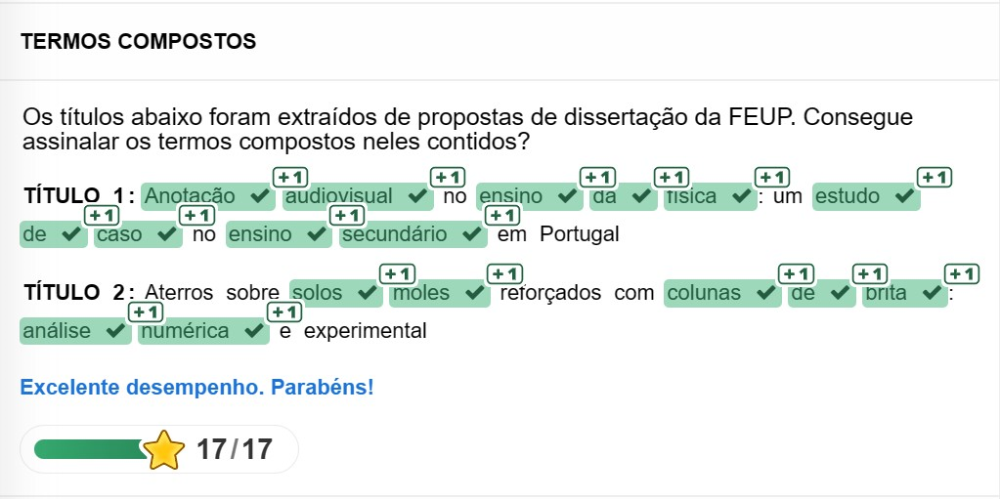 TERMOS COMPOSTOS
Os títulos abaixo foram extraídos de propostas de dissertação da FEUP. Consegue
assinalar os termos compostos neles contidos?
+1 +1 +1 +1 +1 +1
TÍTULO 1: Anotação audiovisual no ensino da física: um estudo
+1 +1 +1 +1
de caso no ensino secundário em Portugal
+1 +1 +1 +1 +1
TÍTULO 2: Aterros sobre solos moles reforçados com colunas de brita:
+1 +1
análise numérica e experimental
Excelente desempenho. Parabéns!
17/17